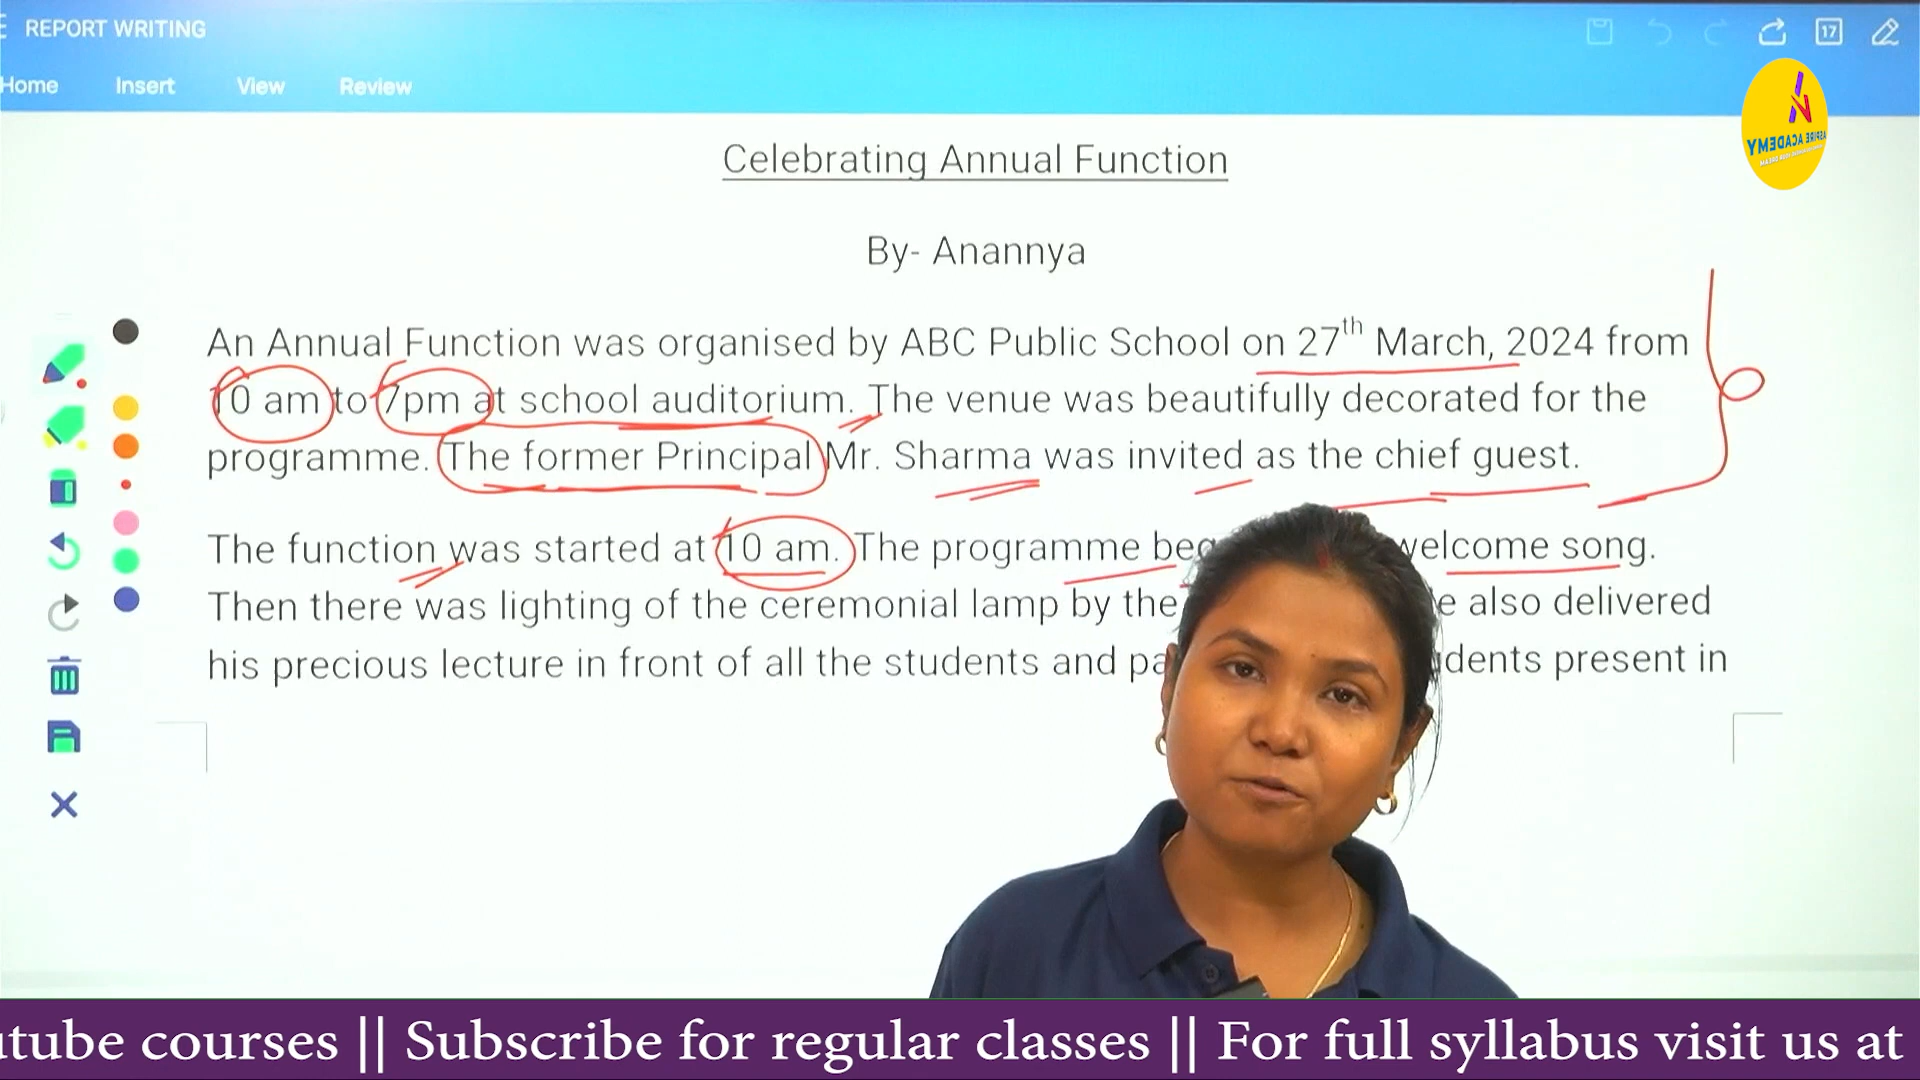 REPORT WRITING
17
Home Insert View Review
ASPIRE ACADEMY
Celebrating Annual Function
By- Anannya
An Annual Function was organised by ABC Public School on 27th March, 2024 from
10 am to 7pm at school auditorium. The venue was beautifully decorated for the
programme. The former Principal Mr. Sharma was invited as the chief guest.
The function was started at 10 am. The programme welcome song.
Then there was lighting of the ceremonial lamp by the also delivered
his precious lecture in front of all the students and present in
courses || Subscribe for regular classes || For full syllabus visit us at